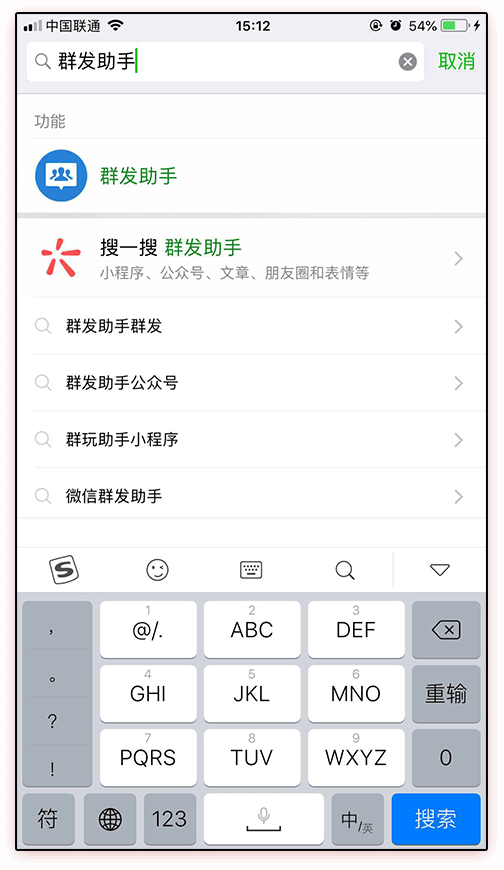 中国联通 15:12 54%
群发助手 取消
功能
群发助手
搜一搜 群发助手
小程序、公众号、文章、朋友圈和表情等
群发助手群发
群发助手公众号
群玩助手小程序
微信群发助手
S
， 1 @/. 2 ABC 3 DEF
。 4 GHI 5 JKL 6 MNO 重输
? 7 PQRS 8 TUV 9 WXYZ 0
!
符 123 中/英 搜索